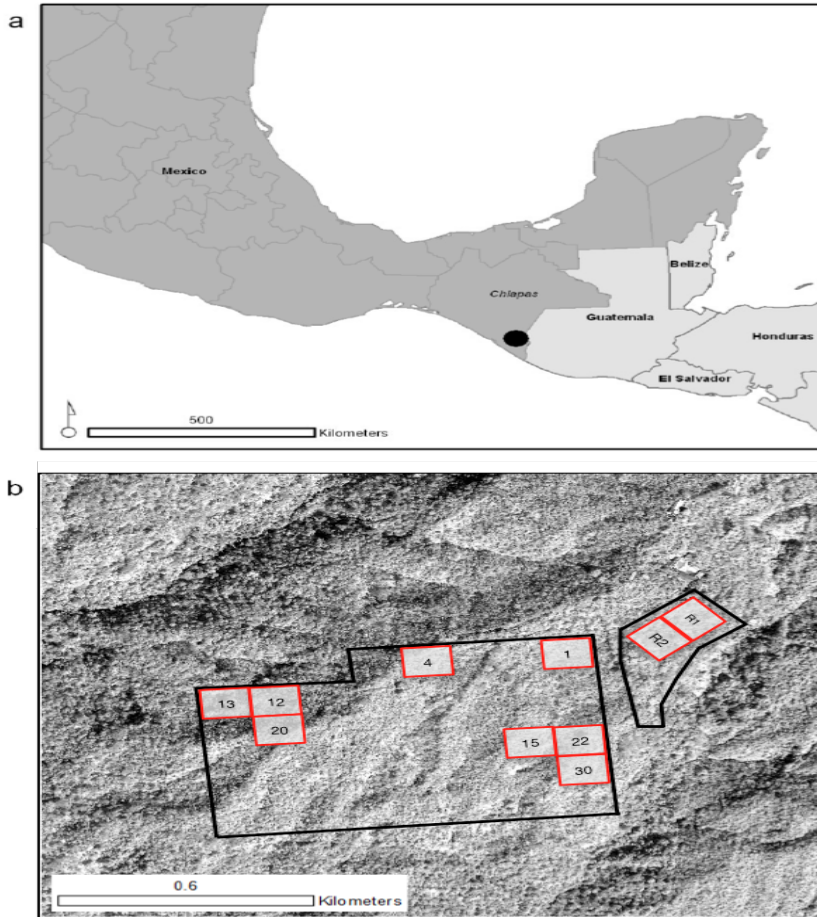 a
Mexico
Belize
Chiapas
Guatemala
Honduras
El Salvador
500
Kilometers
b
R1
R2
4
1
13
12
20
15
22
30
0.6
Kilometers